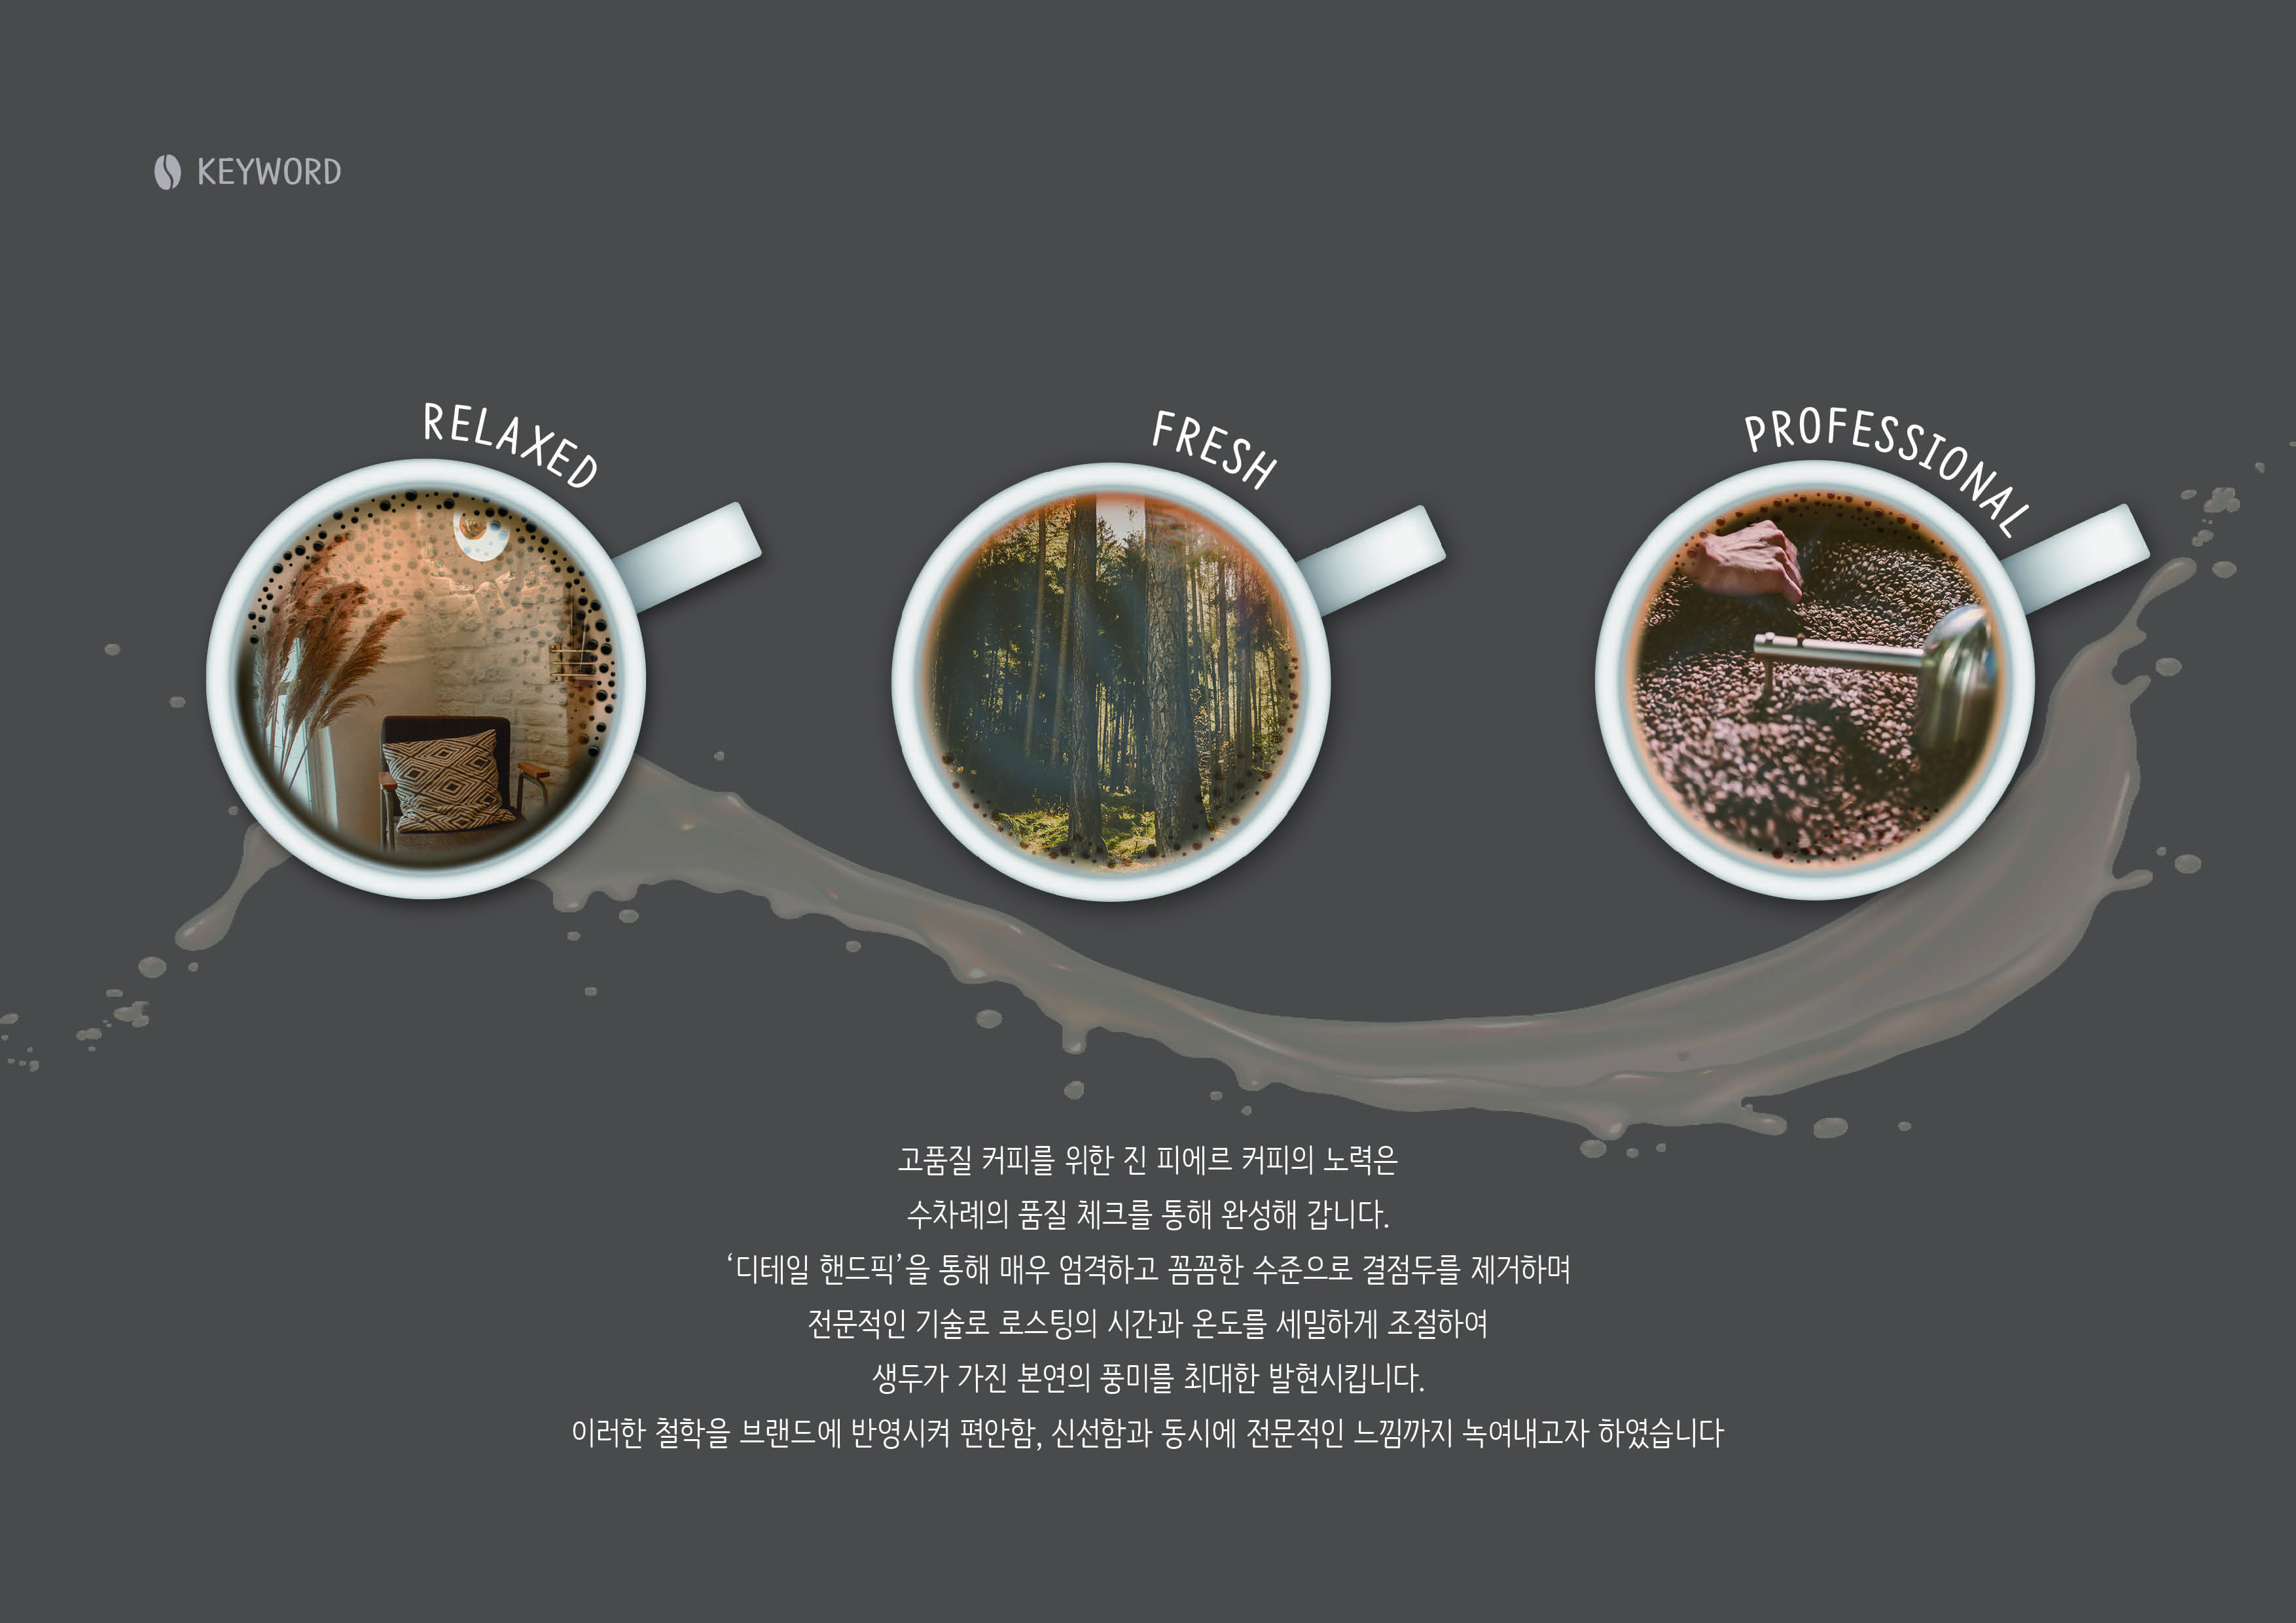 KEYWORD
RELAXED
FRESH
PROFESSIONAL
고품질 커피를 위한 진 피에르 커피의 노력은
수차례의 품질 체크를 통해 완성해 갑니다.
‘디테일 핸드픽’을 통해 매우 엄격하고 꼼꼼한 수준으로 결점두를 제거하며
전문적인 기술로 로스팅의 시간과 온도를 세밀하게 조절하여
생두가 가진 본연의 풍미를 최대한 발현시킵니다.
이러한 철학을 브랜드에 반영시켜 편안함, 신선함과 동시에 전문적인 느낌까지 녹여내고자 하였습니다